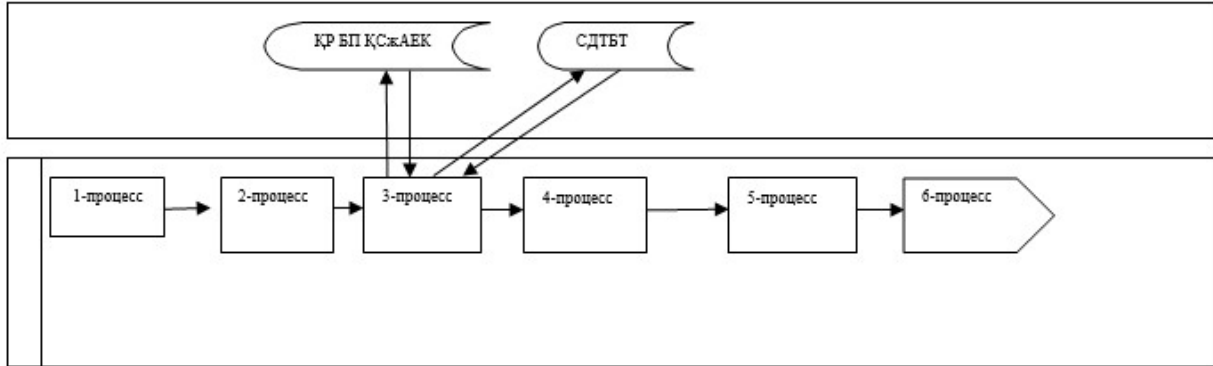 ҚР БП ҚСжАЕК
СДТБТ
1-процесс
2-процесс
3-процесс
4-процесс
5-процесс
6-процесс